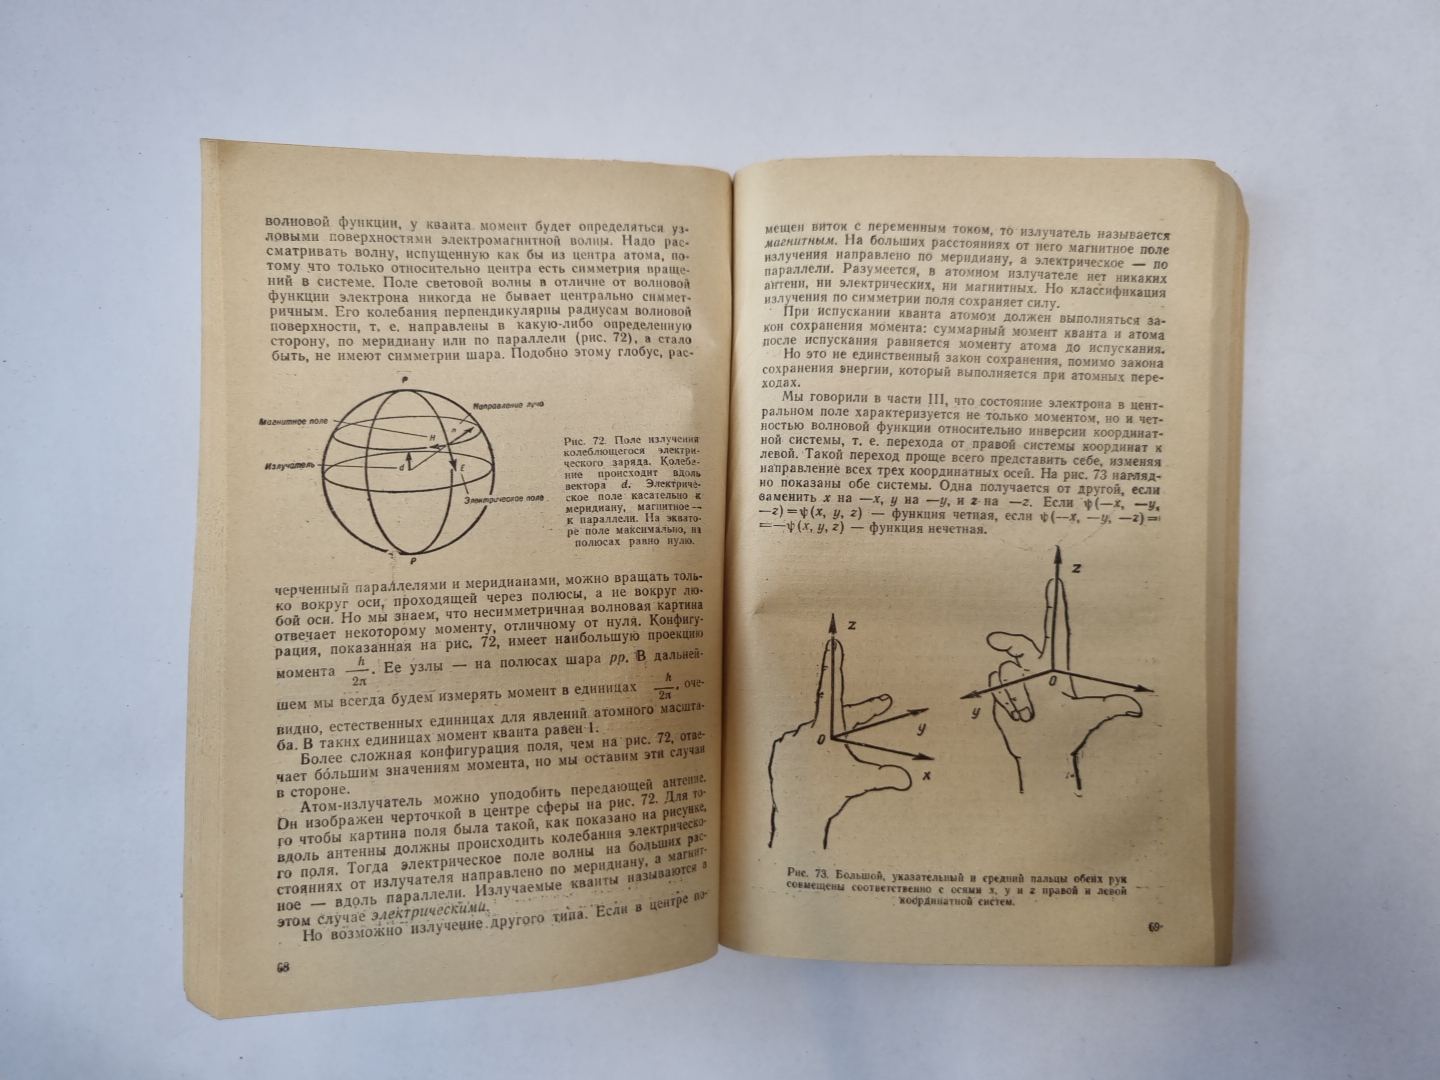 волновой функции, у кванта момент будет определяться уз-
ловыми поверхностями электромагнитной волны. Надо рас-
сматривать волну, испущенную как бы из центра атома, по-
тому что только относительно центра есть симметрия враще-
ний в системе. Поле световой волны в отличие от волновой
функции электрона никогда не бывает центрально симмет-
ричным. Его колебания перпендикулярны радиусам волновой
поверхности, т. е. направлены в какую-либо определенную
сторону, по меридиану или по параллели (рис. 72), а стало
быть, не имеют симметрии шара. Подобно этому глобус, рас-
P
Магнитное поле
Направление луча
H
n
Излучатель
d
E
Электрическое поле
P
Рис. 72. Поле излучения
колеблющегося электри-
ческого заряда. Колеба-
ние происходит вдоль
вектора d. Электриче-
ское поле касательно к
меридиану, магнитное —
к параллели. На эквато-
ре поле максимально, на
полюсах равно нулю.
черченный параллелями и меридианами, можно вращать толь-
ко вокруг оси, проходящей через полюсы, а не вокруг лю-
бой оси. Но мы знаем, что несимметричная волновая картина
отвечает некоторому моменту, отличному от нуля. Конфигу-
рация, показанная на рис. 72, имеет наибольшую проекцию
момента h/2π. Ее узлы — на полюсах шара pp. В дальней-
шем мы всегда будем измерять момент в единицах h/2π, оче-
видно, естественных единицах для явлений атомного масшта-
ба. В таких единицах момент кванта равен 1.
Более сложная конфигурация поля, чем на рис. 72, отве-
чает бóльшим значениям момента, но мы оставим эти случаи
в стороне.
Атом-излучатель можно уподобить передающей антенне.
Он изображен черточкой в центре сферы на рис. 72. Для то-
го чтобы картина поля была такой, как показано на рисунке,
вдоль антенны должны происходить колебания электрическо-
го поля. Тогда электрическое поле волны на больших рас-
стояниях от излучателя направлено по меридиану, а магнит-
ное — вдоль параллели. Излучаемые кванты называются в
этом случае электрическими.
Но возможно излучение другого типа. Если в центре по-
68
мещен виток с переменным током, то излучатель называется
магнитным. На больших расстояниях от него магнитное поле
излучения направлено по меридиану, а электрическое — по
параллели. Разумеется, в атомном излучателе нет никаких
антенн, ни электрических, ни магнитных. Но классификация
излучения по симметрии поля сохраняет силу.
При испускании кванта атомом должен выполняться за-
кон сохранения момента: суммарный момент кванта и атома
после испускания равняется моменту атома до испускания.
Но это не единственный закон сохранения, помимо закона
сохранения энергии, который выполняется при атомных пере-
ходах.
Мы говорили в части III, что состояние электрона в цент-
ральном поле характеризуется не только моментом, но и чет-
ностью волновой функции относительно инверсии координат-
ной системы, т. е. перехода от правой системы координат к
левой. Такой переход проще всего представить себе, изменяя
направление всех трех координатных осей. На рис. 73 нагляд-
но показаны обе системы. Одна получается от другой, если
заменить x на —x, y на —y, и z на —z. Если ψ(—x, —y,
—z)=ψ(x, y, z) — функция четная, если ψ(—x, —y, —z)=
=—ψ(x, y, z) — функция нечетная.
z
O
y
x
z
O
y
Рис. 73. Большой, указательный и средний пальцы обеих рук
совмещены соответственно с осями x, y и z правой и левой
координатной систем.
69